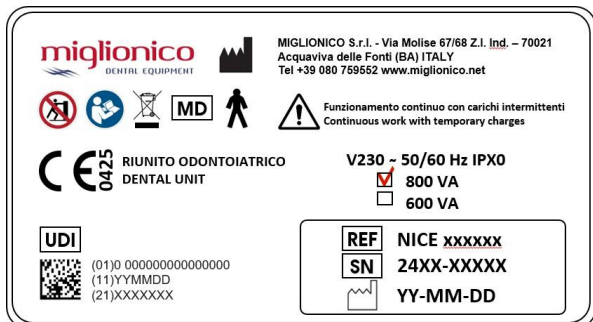 miglionico
DENTAL EQUIPMENT
MIGLIONICO S.r.l. - Via Molise 67/68 Z.I. Ind. – 70021
Acquaviva delle Fonti (BA) ITALY
Tel +39 080 759552 www.miglionico.net
MD
Funzionamento continuo con carichi intermittenti
Continuous work with temporary charges
CE 0425
RIUNITO ODONTOIATRICO
DENTAL UNIT
V230 ~ 50/60 Hz IPX0
800 VA
600 VA
UDI
(01)0 000000000000000
(11)YYMMDD
(21)XXXXXXX
REF NICE xxxxxx
SN 24XX-XXXXX
YY-MM-DD